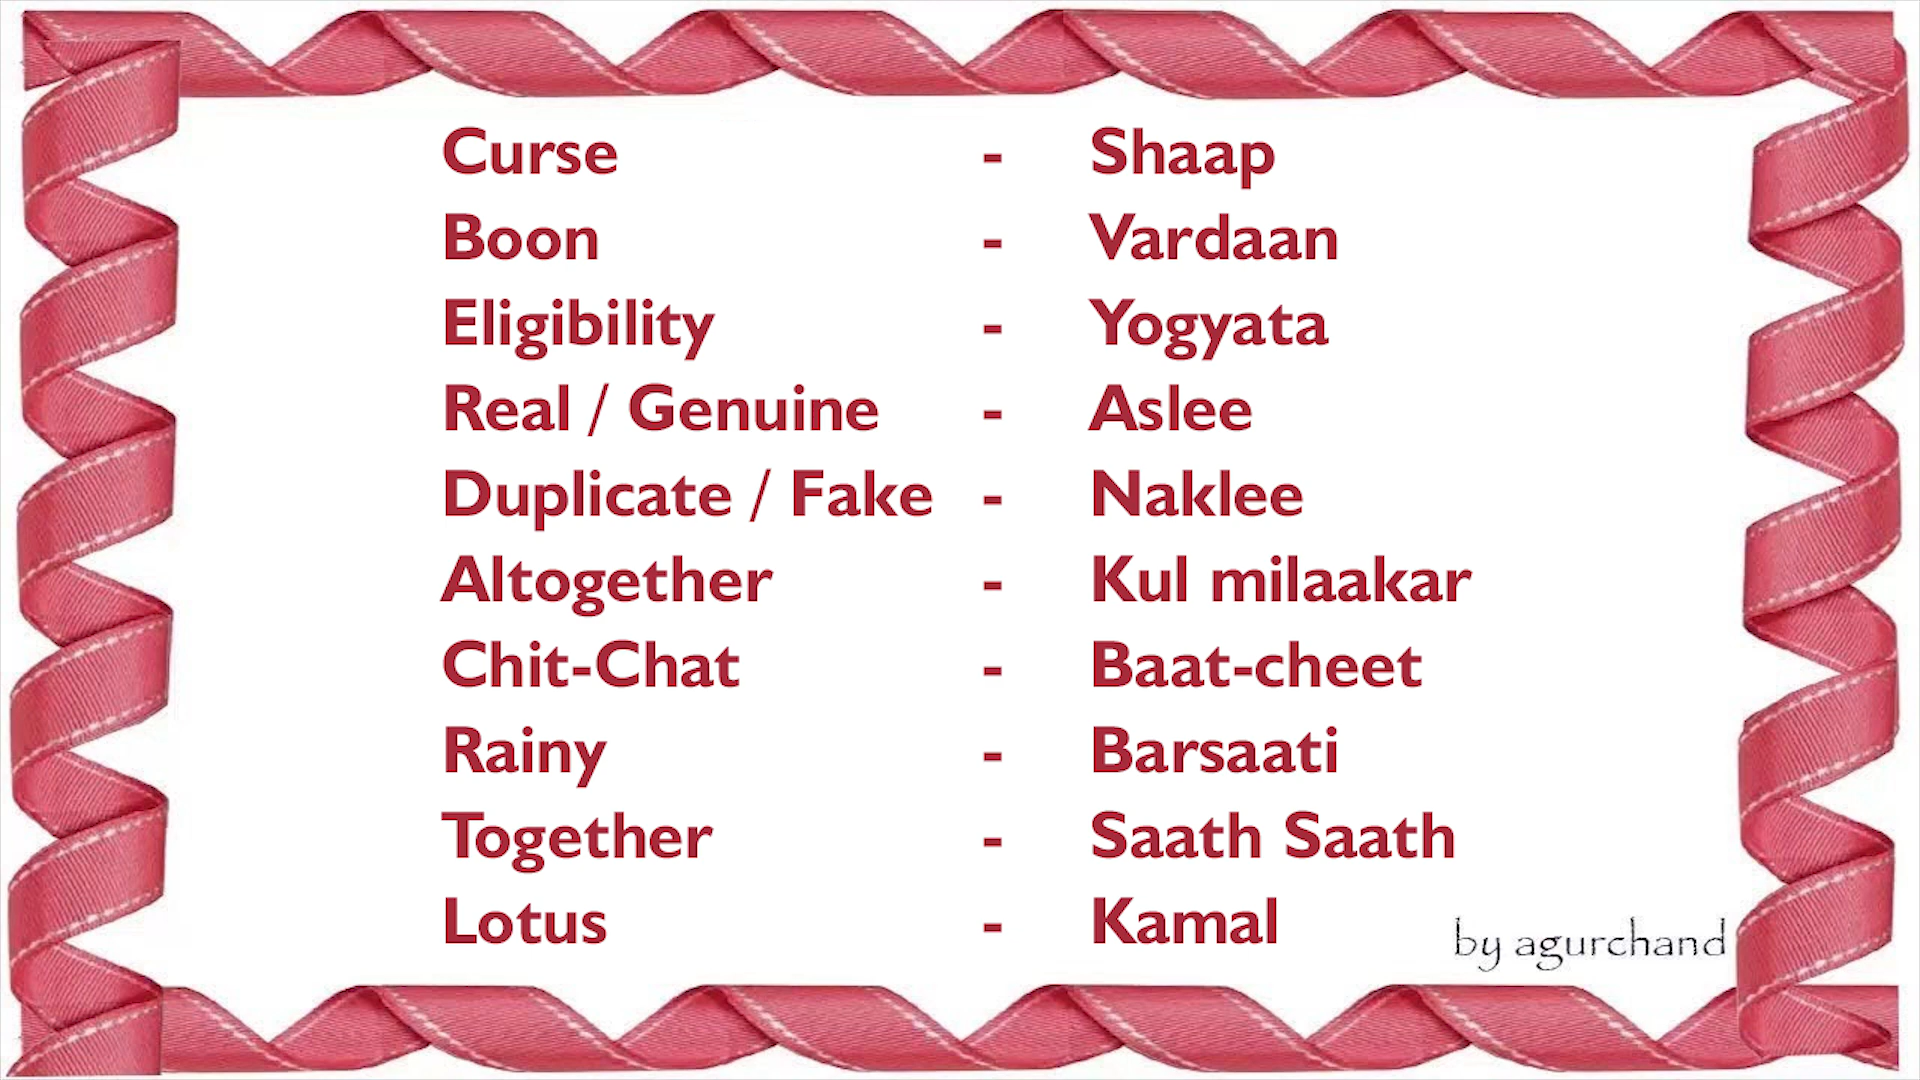 Curse - Shaap
Boon - Vardaan
Eligibility - Yogyata
Real / Genuine - Aslee
Duplicate / Fake - Naklee
Altogether - Kul milaakar
Chit-Chat - Baat-cheet
Rainy - Barsaati
Together - Saath Saath
Lotus - Kamal
by agurchand